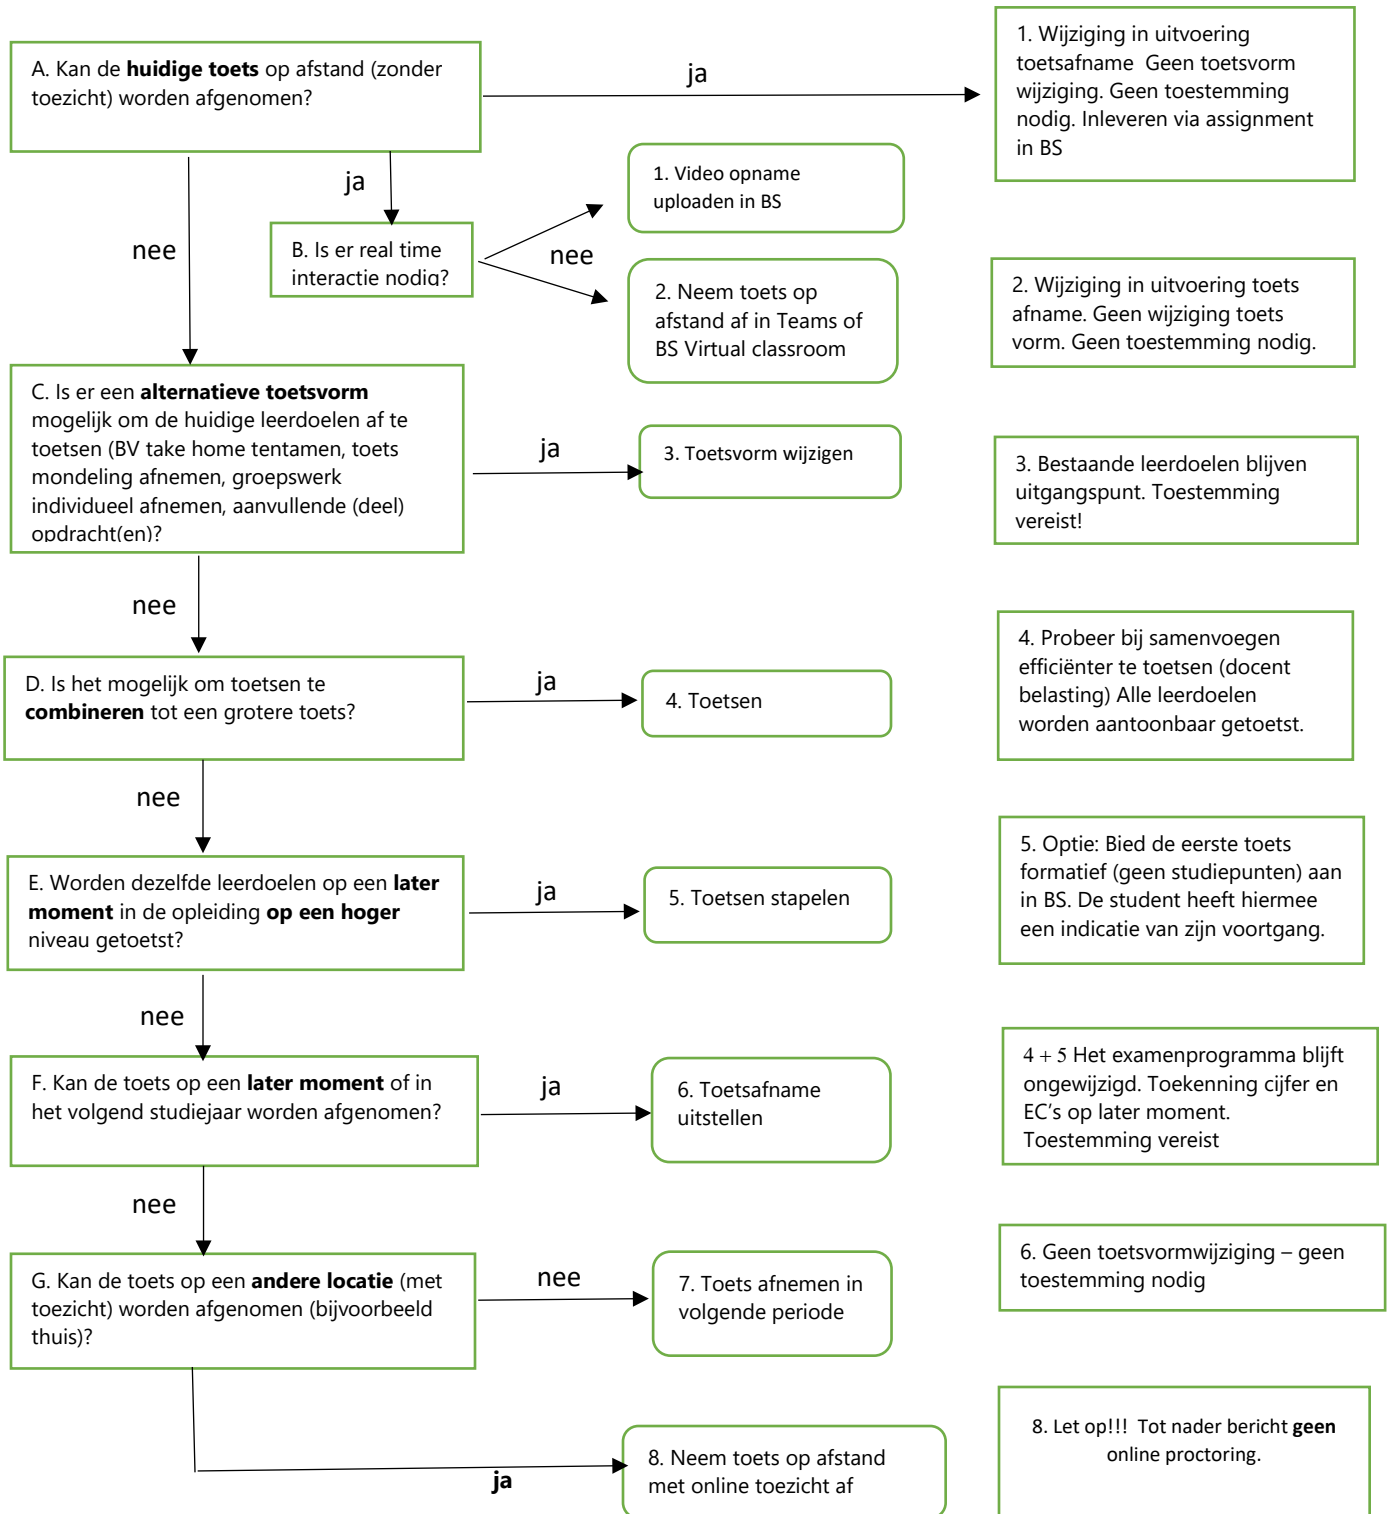 A. Kan de huidige toets op afstand (zonder
toezicht) worden afgenomen?
ja
1. Wijziging in uitvoering
toetsafname Geen toetsvorm
wijziging. Geen toestemming
nodig. Inleveren via assignment
in BS
ja
nee
B. Is er real time
interactie nodig?
1. Video opname
uploaden in BS
nee
2. Neem toets op
afstand af in Teams of
BS Virtual classroom
2. Wijziging in uitvoering toets
afname. Geen wijziging toets
vorm. Geen toestemming nodig.
C. Is er een alternatieve toetsvorm
mogelijk om de huidige leerdoelen af te
toetsen (BV take home tentamen, toets
mondeling afnemen, groepswerk
individueel afnemen, aanvullende (deel)
opdracht(en)?
ja
3. Toetsvorm wijzigen
3. Bestaande leerdoelen blijven
uitgangspunt. Toestemming
vereist!
nee
D. Is het mogelijk om toetsen te
combineren tot een grotere toets?
ja
4. Toetsen
4. Probeer bij samenvoegen
efficiënter te toetsen (docent
belasting) Alle leerdoelen
worden aantoonbaar getoetst.
nee
E. Worden dezelfde leerdoelen op een later
moment in de opleiding op een hoger
niveau getoetst?
ja
5. Toetsen stapelen
5. Optie: Bied de eerste toets
formatief (geen studiepunten) aan
in BS. De student heeft hiermee
een indicatie van zijn voortgang.
nee
F. Kan de toets op een later moment of in
het volgend studiejaar worden afgenomen?
ja
6. Toetsafname
uitstellen
4 + 5 Het examenprogramma blijft
ongewijzigd. Toekenning cijfer en
EC’s op later moment.
Toestemming vereist
nee
G. Kan de toets op een andere locatie (met
toezicht) worden afgenomen (bijvoorbeeld
thuis)?
nee
7. Toets afnemen in
volgende periode
6. Geen toetsvormwijziging – geen
toestemming nodig
ja
8. Neem toets op afstand
met online toezicht af
8. Let op!!! Tot nader bericht geen
online proctoring.